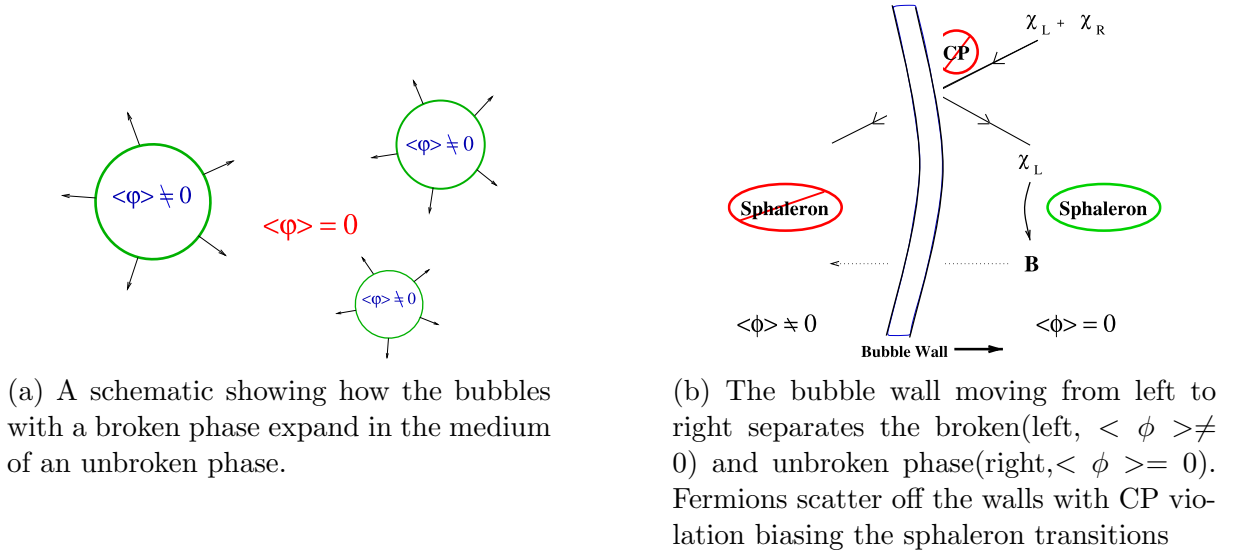 <φ> ≠ 0
<φ> ≠ 0
<φ> = 0
<φ> ≠ 0
(a) A schematic showing how the bubbles
with a broken phase expand in the medium
of an unbroken phase.
χ L + χ R
CP
χ L
Sphaleron
Sphaleron
B
<ϕ> ≠ 0
<ϕ> = 0
Bubble Wall
(b) The bubble wall moving from left to
right separates the broken(left, < ϕ >≠
0) and unbroken phase(right,< ϕ >= 0).
Fermions scatter off the walls with CP vio-
lation biasing the sphaleron transitions